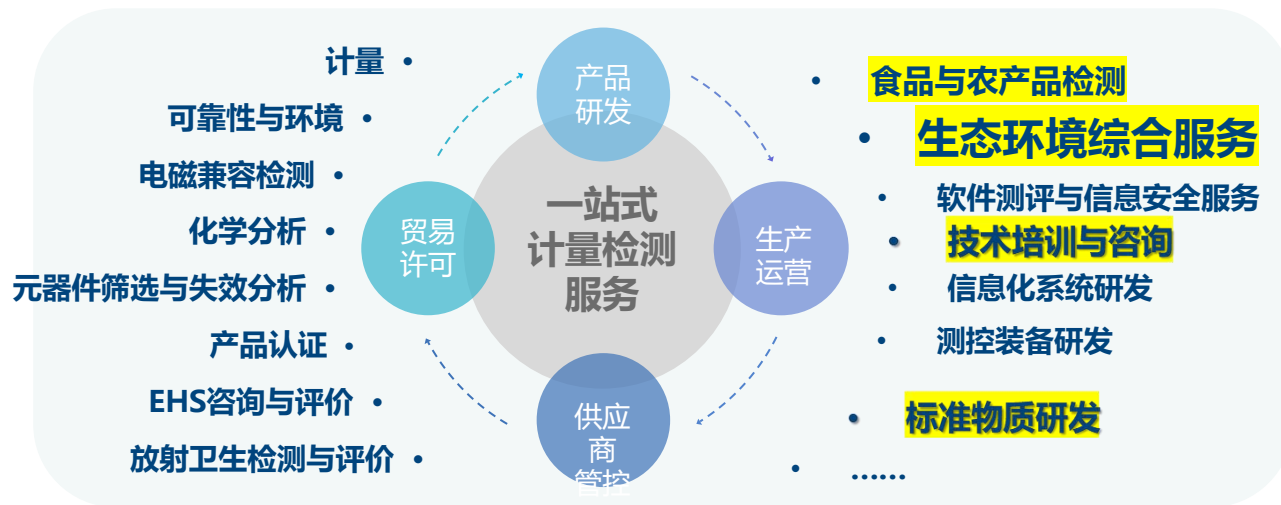 • 计量
• 可靠性与环境
• 电磁兼容检测
• 化学分析
• 元器件筛选与失效分析
• 产品认证
• EHS咨询与评价
• 放射卫生检测与评价
产品
研发
贸易
许可
一站式
计量检测
服务
生产
运营
供应
商
管控
• 食品与农产品检测
• 生态环境综合服务
• 软件测评与信息安全服务
• 技术培训与咨询
• 信息化系统研发
• 测控装备研发
• 标准物质研发
• ……